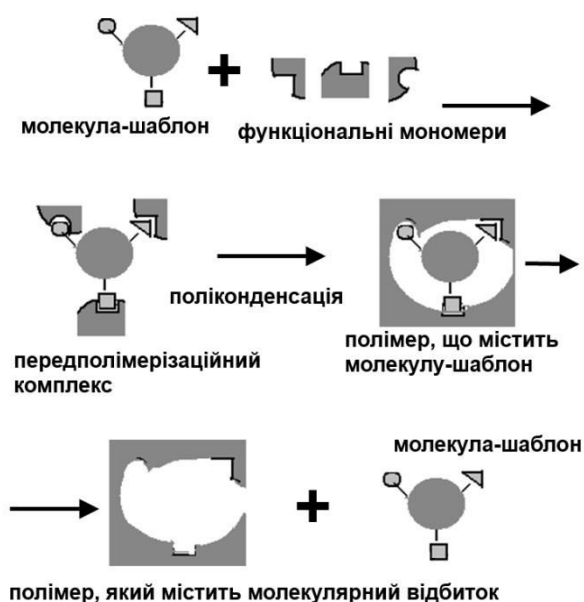 молекула-шаблон
функціональні мономери
поліконденсація
передполімерізаційний
комплекс
полімер, що містить
молекулу-шаблон
молекула-шаблон
полімер, який містить молекулярний відбиток